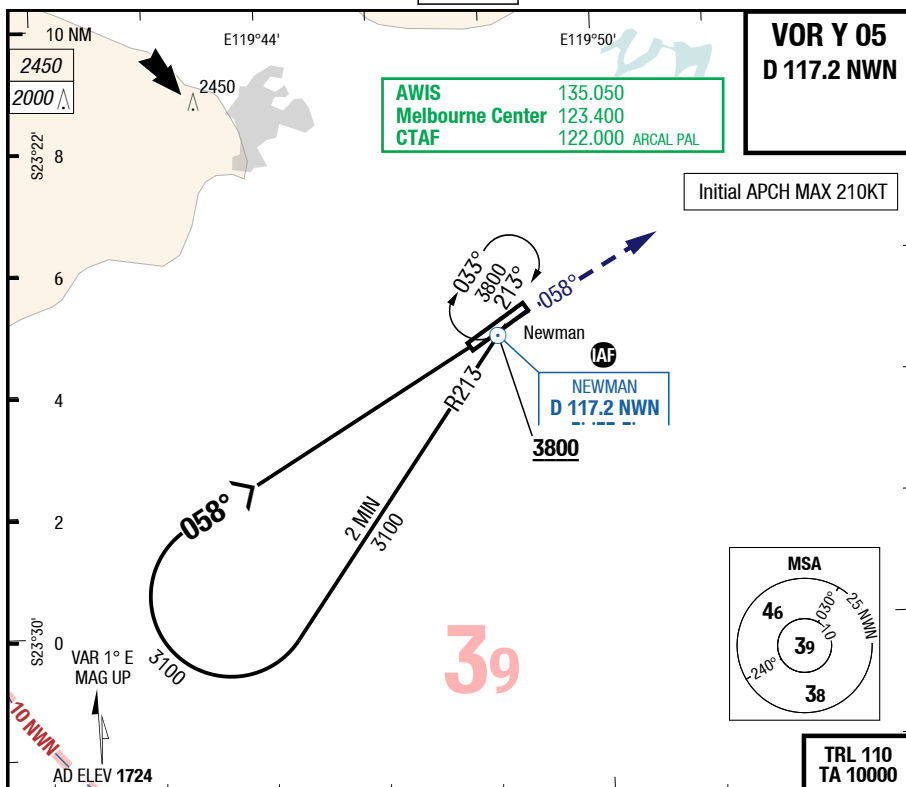 10 NM
E119°44'
E119°50'
VOR Y 05
D 117.2 NWN
2450
2000
2450
AWIS 135.050
Melbourne Center 123.400
CTAF 122.000 ARCAL PAL
S23°22'
8
Initial APCH MAX 210KT
6
033°
3800
213°
058°
Newman
IAF
NEWMAN
D 117.2 NWN
R213
3800
4
058°
2 MIN
3100
2
MSA
46
030°
25 NWN
10
39
240°
38
S23°30'
0
3100
39
VAR 1° E
MAG UP
10 NWN
AD ELEV 1724
TRL 110
TA 10000